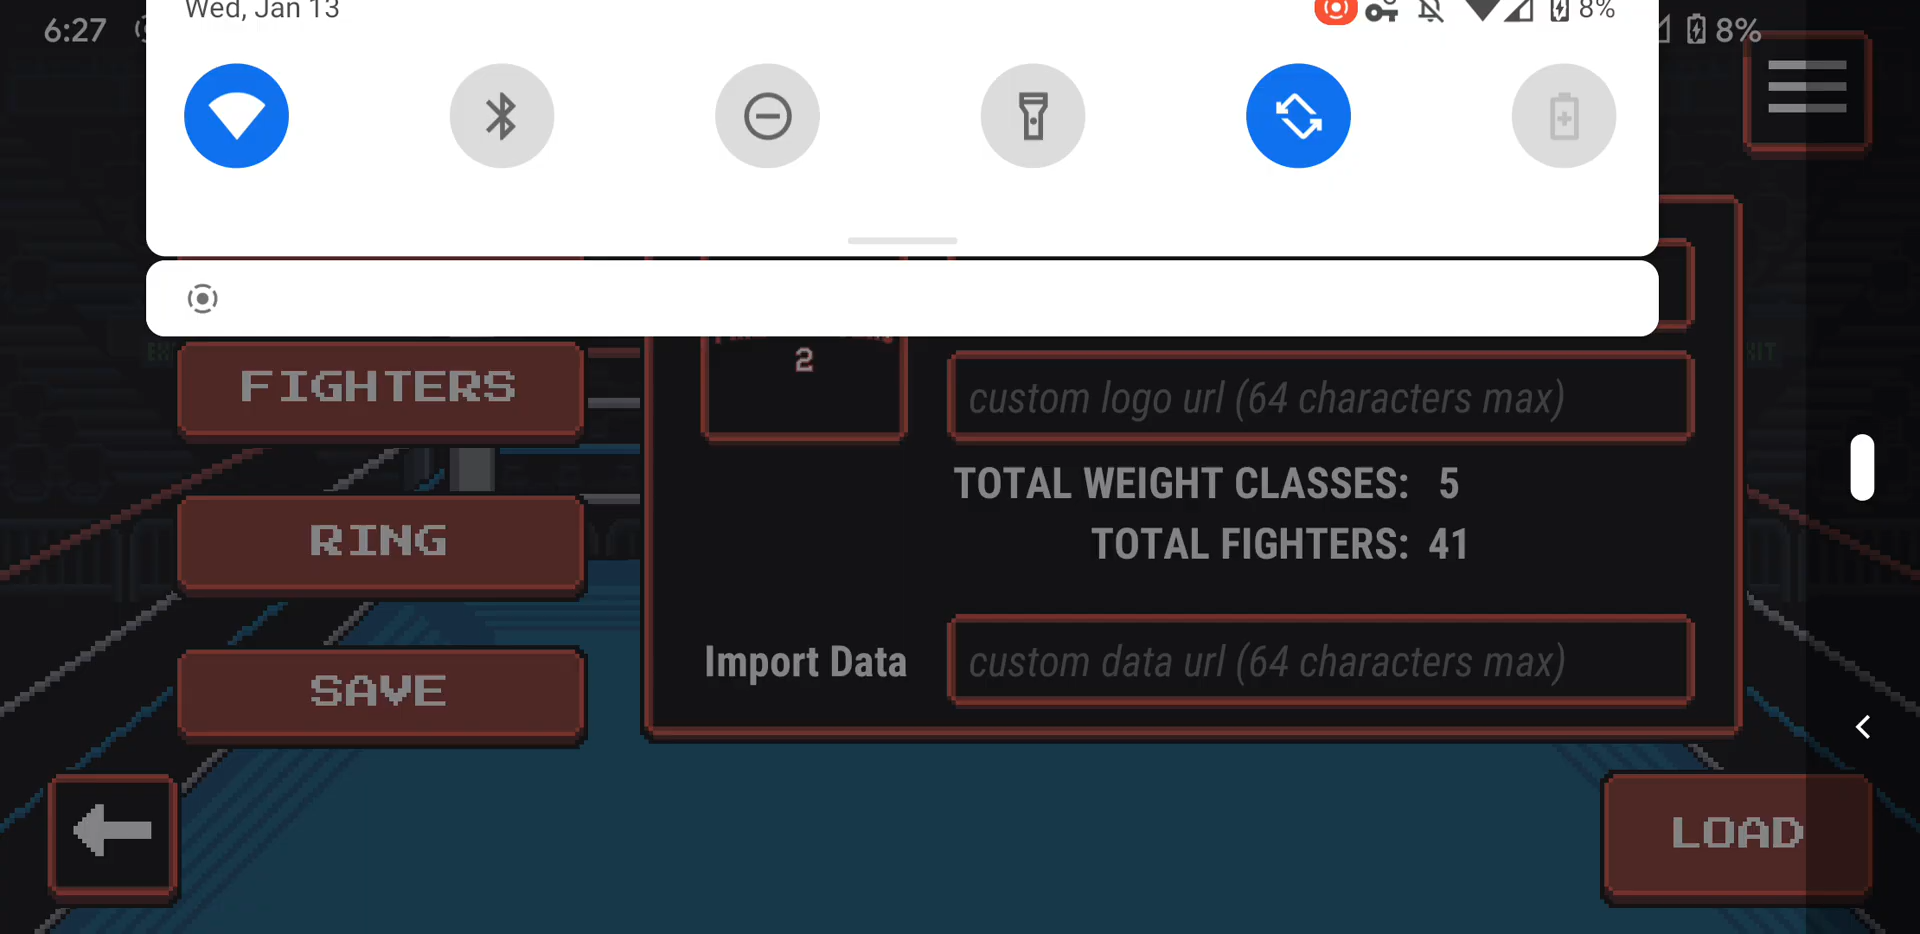 Wed, Jan 13
8%
6:27
8%
2
FIGHTERS
custom logo url (64 characters max)
TOTAL WEIGHT CLASSES: 5
RING
TOTAL FIGHTERS: 41
SAVE
Import Data
custom data url (64 characters max)
LOAD